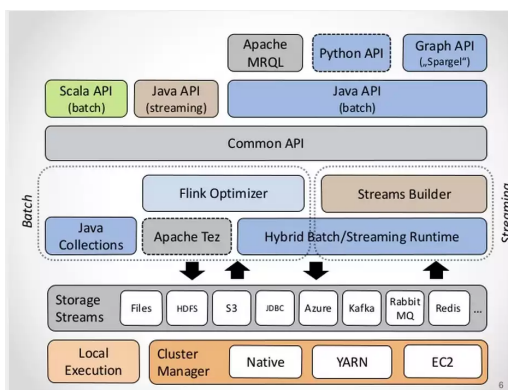 Apache
MRQL
Python API
Graph API
(„Spargel")
Scala API
(batch)
Java API
(streaming)
Java API
(batch)
Common API
Batch
Streaming
Flink Optimizer
Streams Builder
Java
Collections
Apache Tez
Hybrid Batch/Streaming Runtime
Storage
Streams
Files
HDFS
S3
JDBC
Azure
Kafka
Rabbit
MQ
Redis
...
Local
Execution
Cluster
Manager
Native
YARN
EC2
6